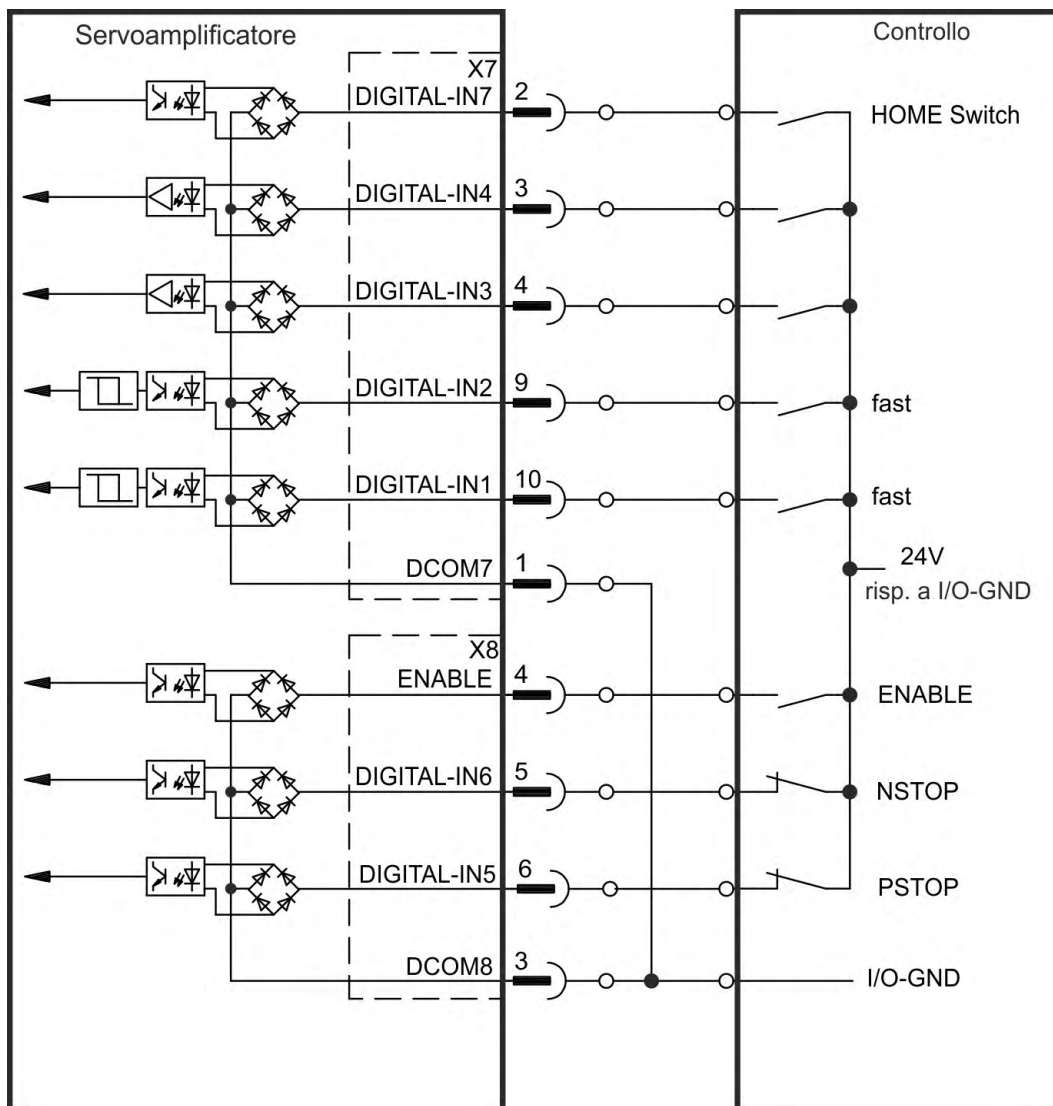 Servoamplificatore
Controllo
X7
DIGITAL-IN7 2 HOME Switch
DIGITAL-IN4 3
DIGITAL-IN3 4
DIGITAL-IN2 9 fast
DIGITAL-IN1 10 fast
24V
risp. a I/O-GND
DCOM7 1
X8
ENABLE 4 ENABLE
DIGITAL-IN6 5 NSTOP
DIGITAL-IN5 6 PSTOP
DCOM8 3 I/O-GND